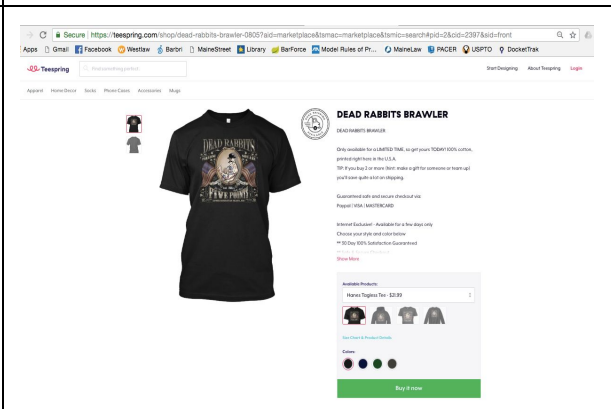 Secure | https://teespring.com/shop/dead-rabbits-brawler-0805?aid=marketplace&tsmac=marketplace&tsmic=search#pid=2&cid=2397&sid=front
Apps Gmail Facebook Westlaw Barbri MaineStreet Library BarForce Model Rules of Pr... MaineLaw PACER USPTO DocketTrak
Teespring
Start Designing About Teespring Login
Apparel Home Decor Socks Phone Cases Accessories Mugs
DEAD RABBITS
FIVE POINTS
DEAD RABBITS BRAWLER
DEAD RABBITS BRAWLER
Only available for a LIMITED TIME, so get yours TODAY! 100% cotton,
printed right here in the U.S.A.
TIP: If you buy 2 or more (hint: make a gift for someone or team up)
you'll save quite a lot on shipping.
Guaranteed safe and secure checkout via:
Paypal | VISA | MASTERCARD
Internet Exclusive! - Available for a few days only
Choose your style and color below
Day 100% Satisfaction Guaranteed
Show More
Available Products:
Hanes Tagless Tee - $21.99
Size Chart & Product Details
Colors:
Buy it now